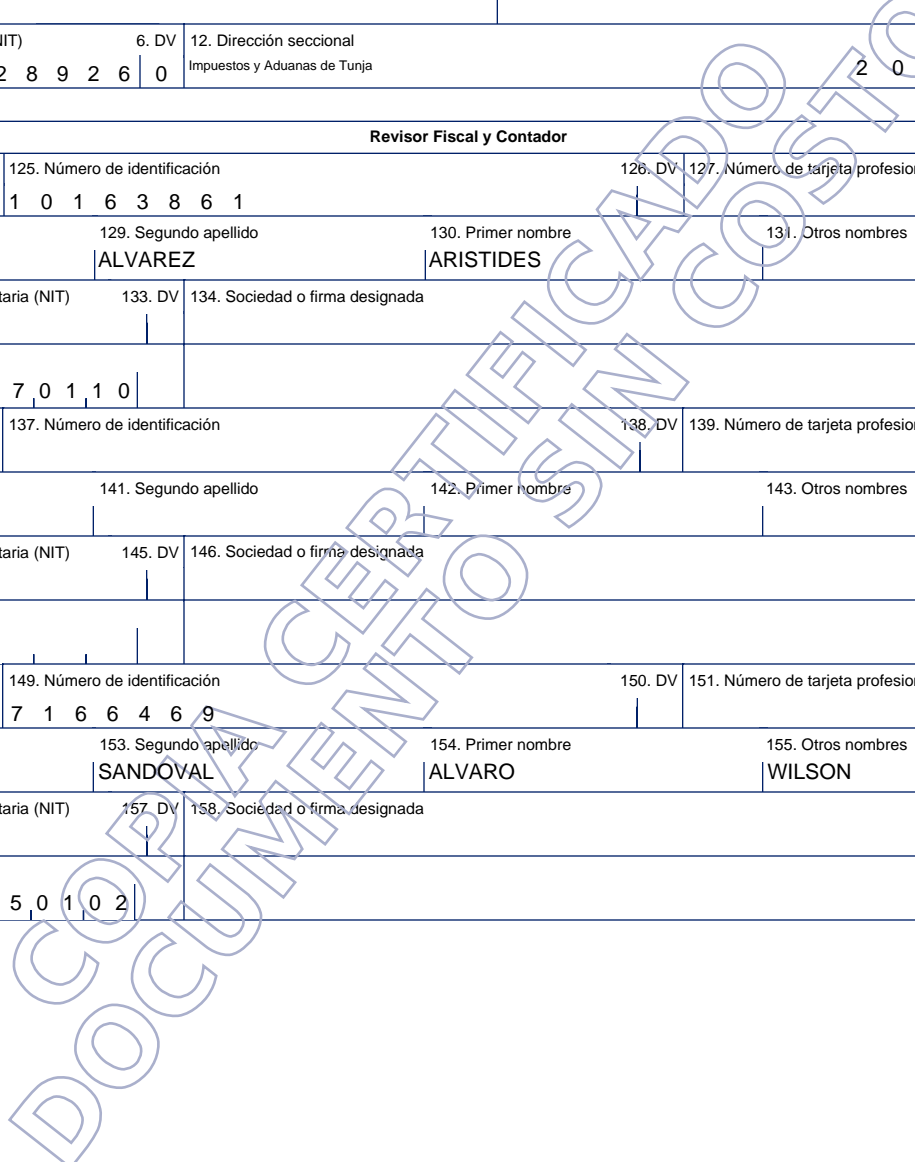 NIT) 6. DV 12. Dirección seccional
2 8 9 2 6 0 Impuestos y Aduanas de Tunja 2 0
Revisor Fiscal y Contador
125. Número de identificación 126. DV 127. Número de tarjeta profesion
1 0 1 6 3 8 6 1
129. Segundo apellido 130. Primer nombre 131. Otros nombres
ALVAREZ ARISTIDES
taria (NIT) 133. DV 134. Sociedad o firma designada
7 0 1 1 0
137. Número de identificación 138. DV 139. Número de tarjeta profesion
141. Segundo apellido 142. Primer nombre 143. Otros nombres
taria (NIT) 145. DV 146. Sociedad o firma designada
149. Número de identificación 150. DV 151. Número de tarjeta profesion
7 1 6 6 4 6 9
153. Segundo apellido 154. Primer nombre 155. Otros nombres
SANDOVAL ALVARO WILSON
taria (NIT) 157. DV 158. Sociedad o firma designada
5 0 1 0 2
COPIA CERTIFICADO
DOCUMENTO SIN COSTO